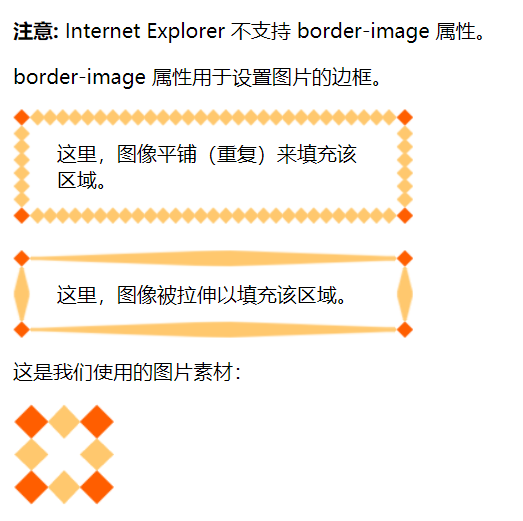 注意: Internet Explorer 不支持 border-image 属性。
border-image 属性用于设置图片的边框。
这里，图像平铺（重复）来填充该
区域。
这里，图像被拉伸以填充该区域。
这是我们使用的图片素材：